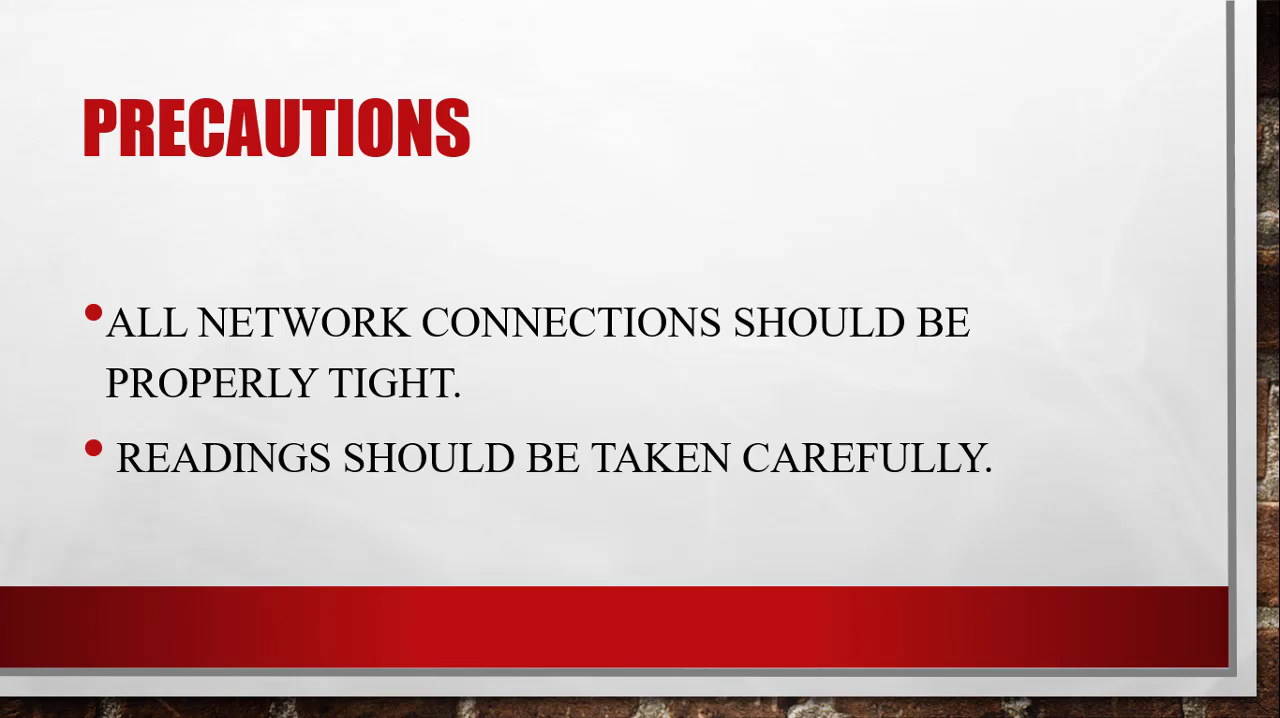 PRECAUTIONS
•ALL NETWORK CONNECTIONS SHOULD BE
PROPERLY TIGHT.
• READINGS SHOULD BE TAKEN CAREFULLY.